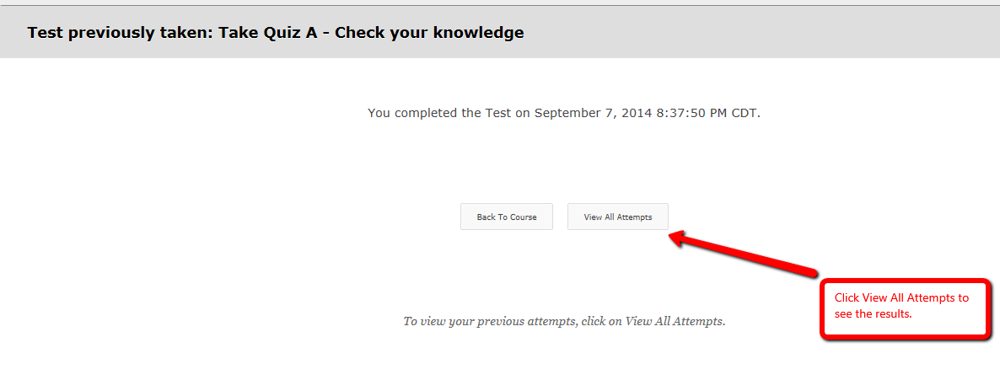 Test previously taken: Take Quiz A - Check your knowledge
You completed the Test on September 7, 2014 8:37:50 PM CDT.
Back To Course
View All Attempts
Click View All Attempts to
see the results.
To view your previous attempts, click on View All Attempts.